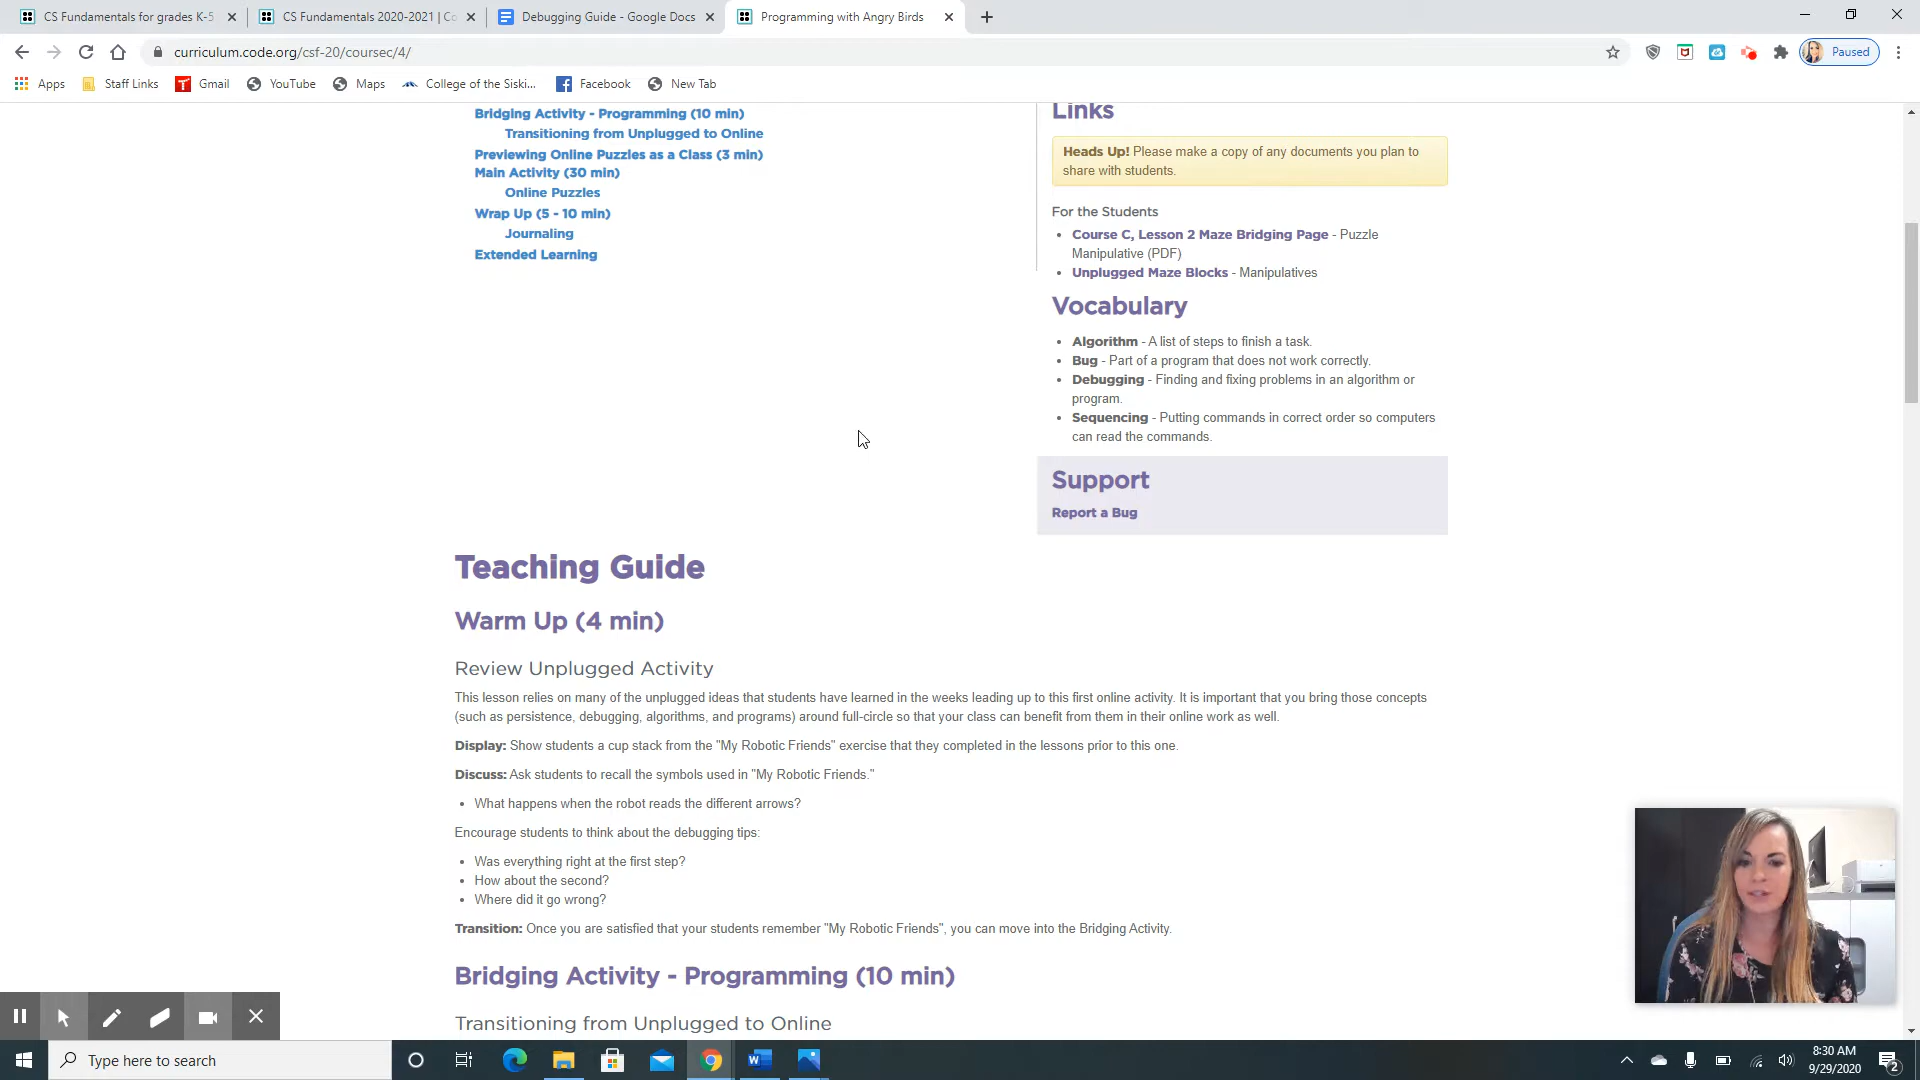 CS Fundamentals for grades K-5
CS Fundamentals 2020-2021 | Co
Debugging Guide - Google Docs
Programming with Angry Birds
curriculum.code.org/csf-20/coursec/4/
Paused
Apps
Staff Links
Gmail
YouTube
Maps
College of the Siski...
Facebook
New Tab
Bridging Activity - Programming (10 min)
Transitioning from Unplugged to Online
Previewing Online Puzzles as a Class (3 min)
Main Activity (30 min)
Online Puzzles
Wrap Up (5 - 10 min)
Journaling
Extended Learning
Links
Heads Up! Please make a copy of any documents you plan to
share with students.
For the Students
• Course C, Lesson 2 Maze Bridging Page - Puzzle
Manipulative (PDF)
• Unplugged Maze Blocks - Manipulatives
Vocabulary
• Algorithm - A list of steps to finish a task.
• Bug - Part of a program that does not work correctly.
• Debugging - Finding and fixing problems in an algorithm or
program.
• Sequencing - Putting commands in correct order so computers
can read the commands.
Support
Report a Bug
Teaching Guide
Warm Up (4 min)
Review Unplugged Activity
This lesson relies on many of the unplugged ideas that students have learned in the weeks leading up to this first online activity. It is important that you bring those concepts
(such as persistence, debugging, algorithms, and programs) around full-circle so that your class can benefit from them in their online work as well.
Display: Show students a cup stack from the "My Robotic Friends" exercise that they completed in the lessons prior to this one.
Discuss: Ask students to recall the symbols used in "My Robotic Friends."
• What happens when the robot reads the different arrows?
Encourage students to think about the debugging tips:
• Was everything right at the first step?
• How about the second?
• Where did it go wrong?
Transition: Once you are satisfied that your students remember "My Robotic Friends", you can move into the Bridging Activity.
Bridging Activity - Programming (10 min)
Transitioning from Unplugged to Online
Type here to search
8:30 AM
9/29/2020
2